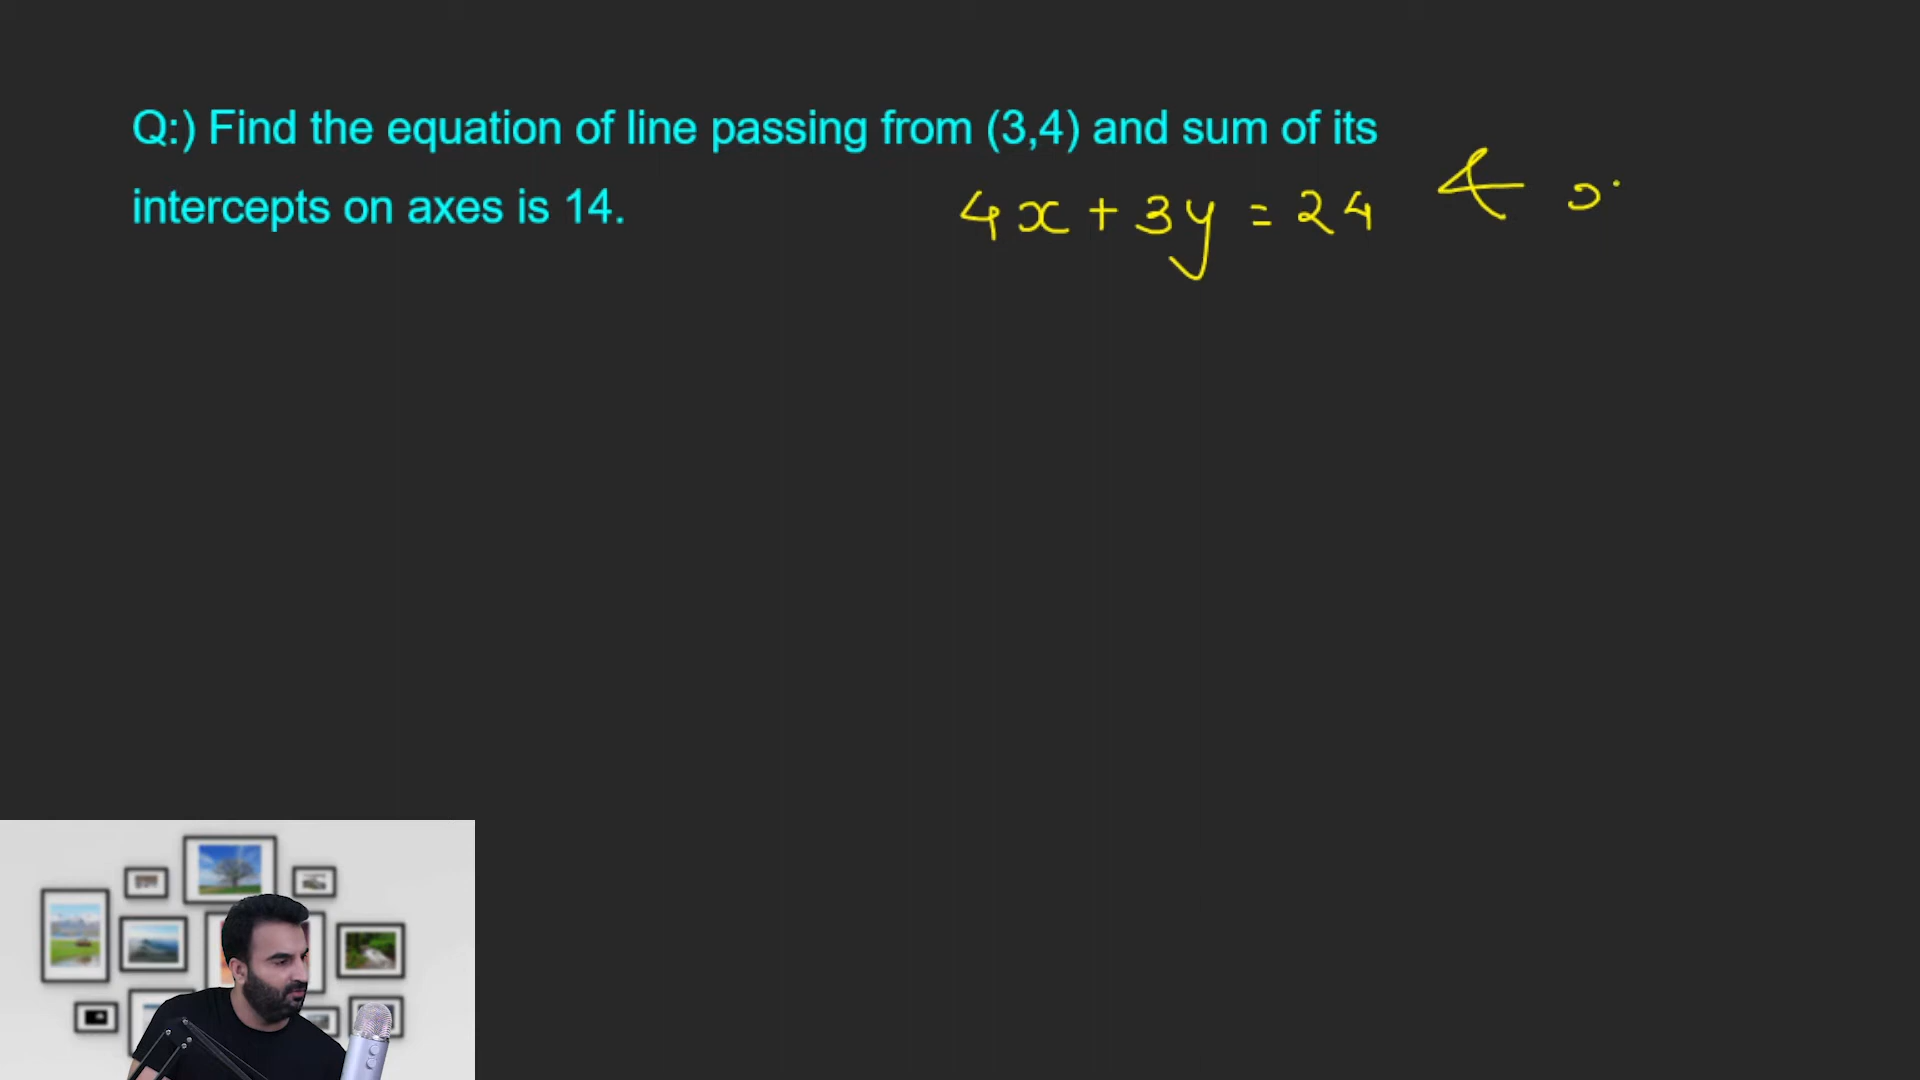 Q:) Find the equation of line passing from (3,4) and sum of its
intercepts on axes is 14.
4x + 3y = 24